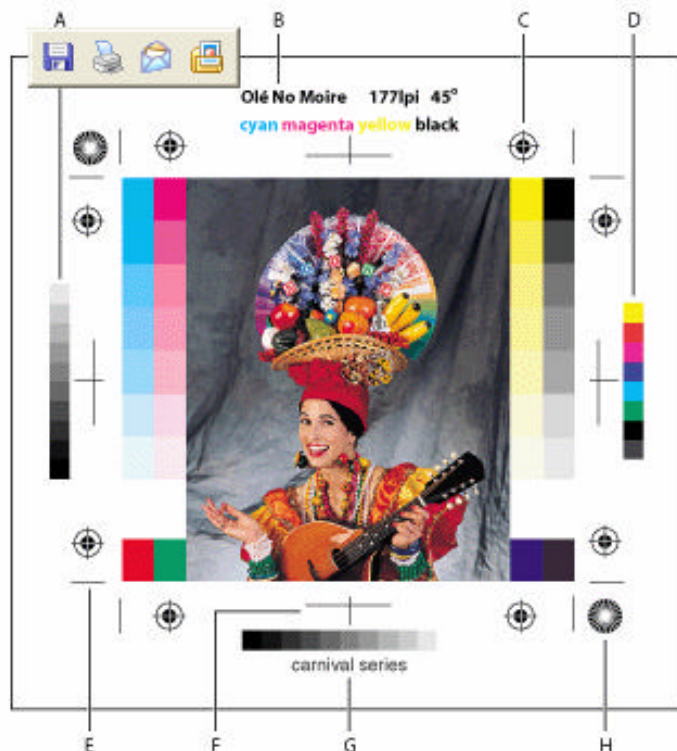 A B C D
Olé No Moire 177lpi 45°
cyan magenta yellow black
carnival series
E F G H